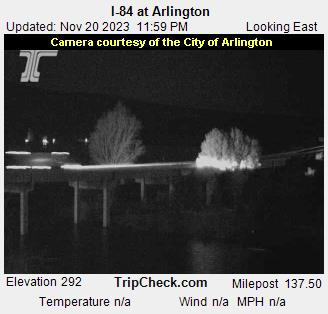 I-84 at Arlington
Updated: Nov 20 2023 11:59 PM Looking East
Camera courtesy of the City of Arlington
Elevation 292 TripCheck.com Milepost 137.50
Temperature n/a Wind n/a MPH n/a